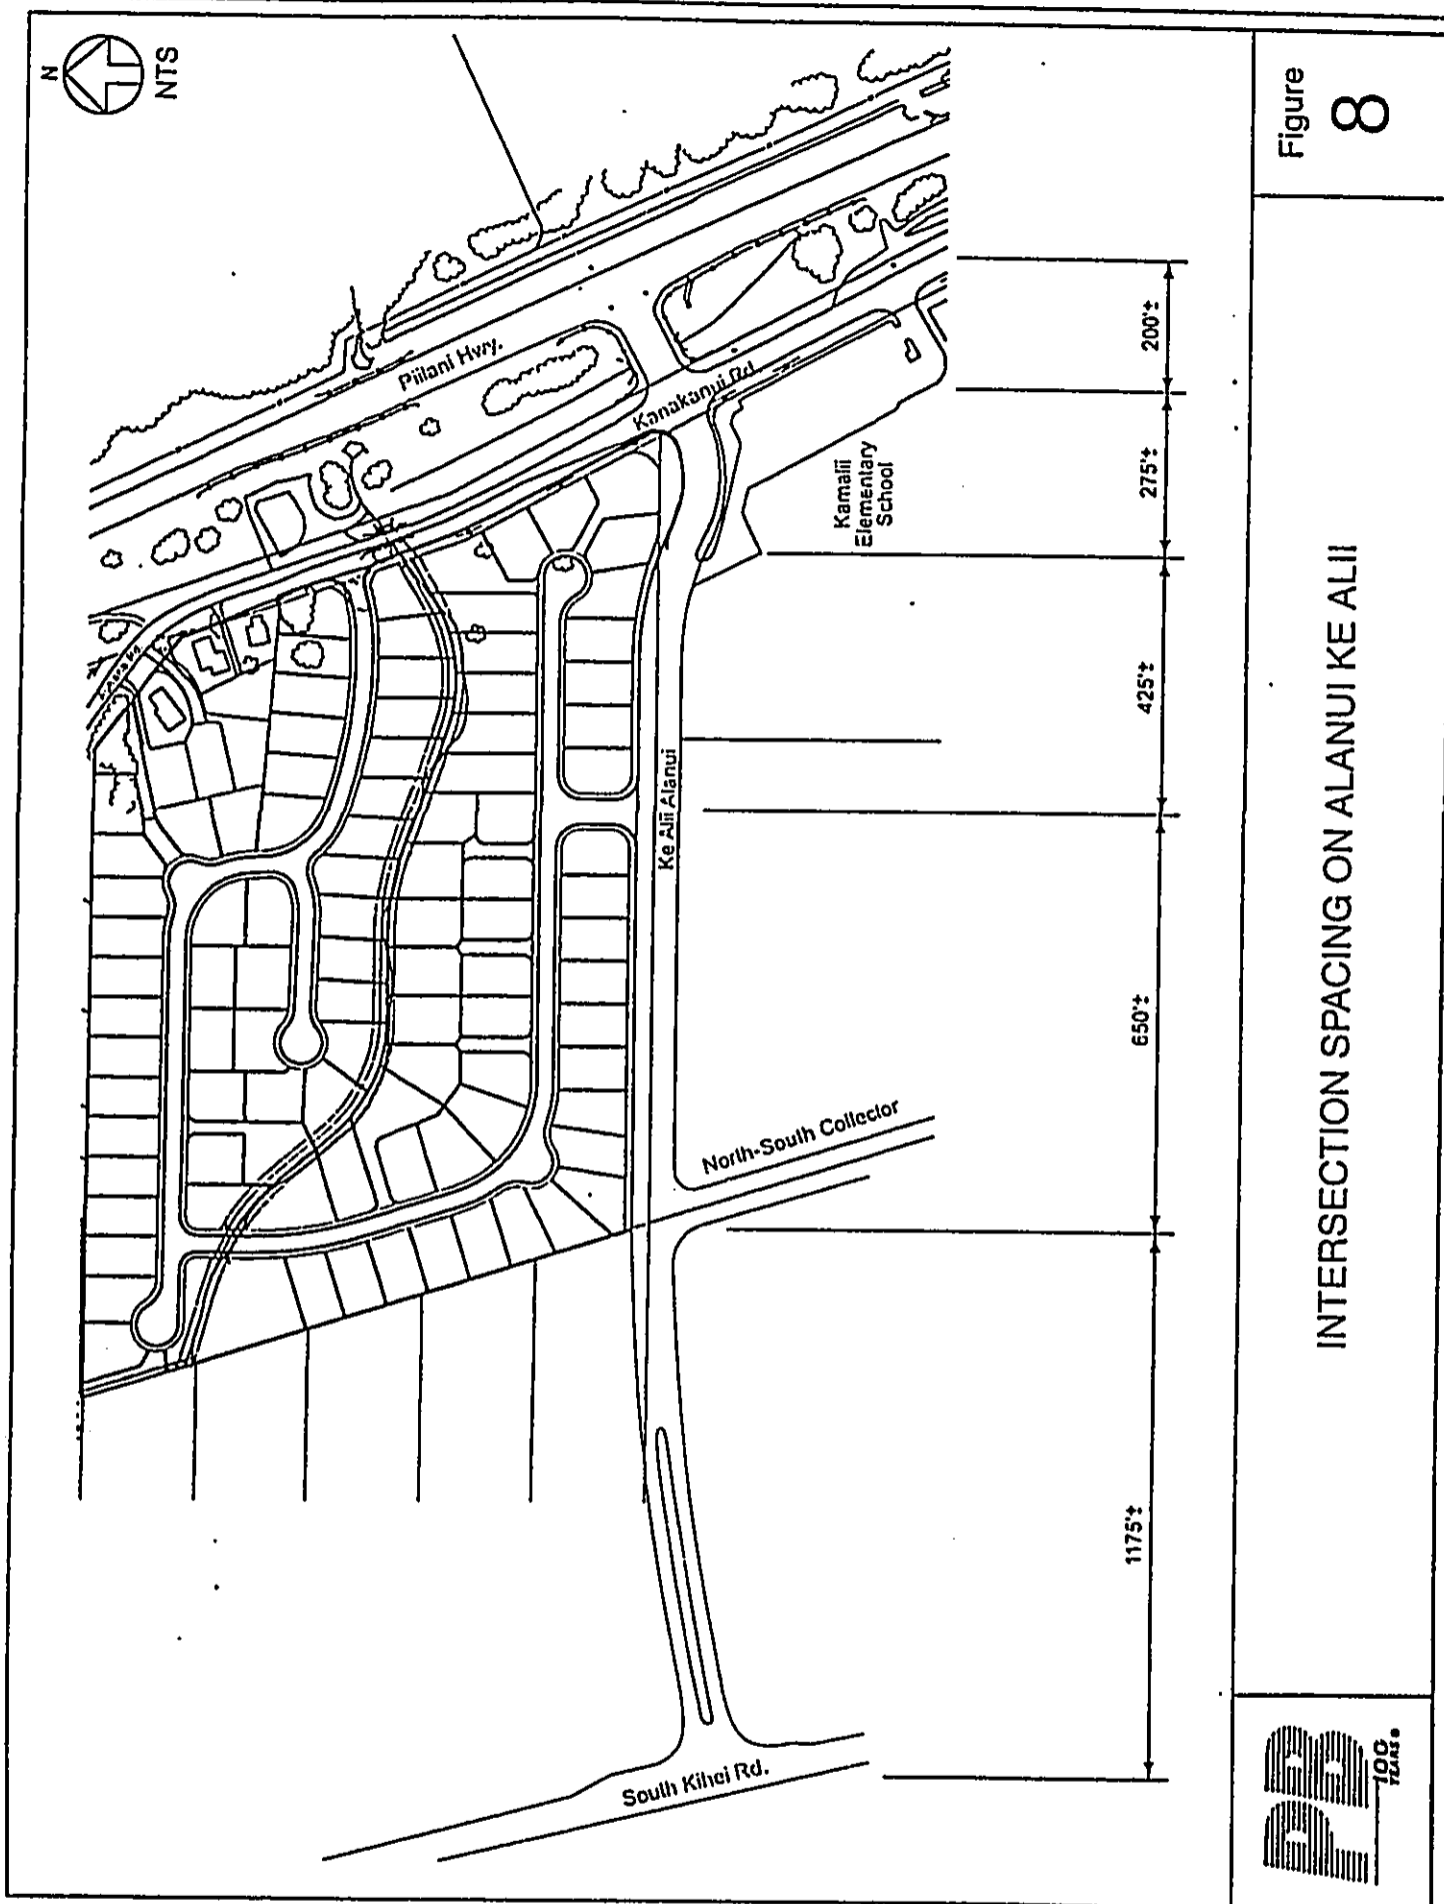 N
NTS
Piilani Hwy.
Kanakanui Rd
Kamalii
Elementary
School
Ke Alii Alanui
North-South Collector
South Kihei Rd.
200'±
275'±
425'±
650'±
1175'±
INTERSECTION SPACING ON ALANUI KE ALII
Figure
8
PB
100
YEARS